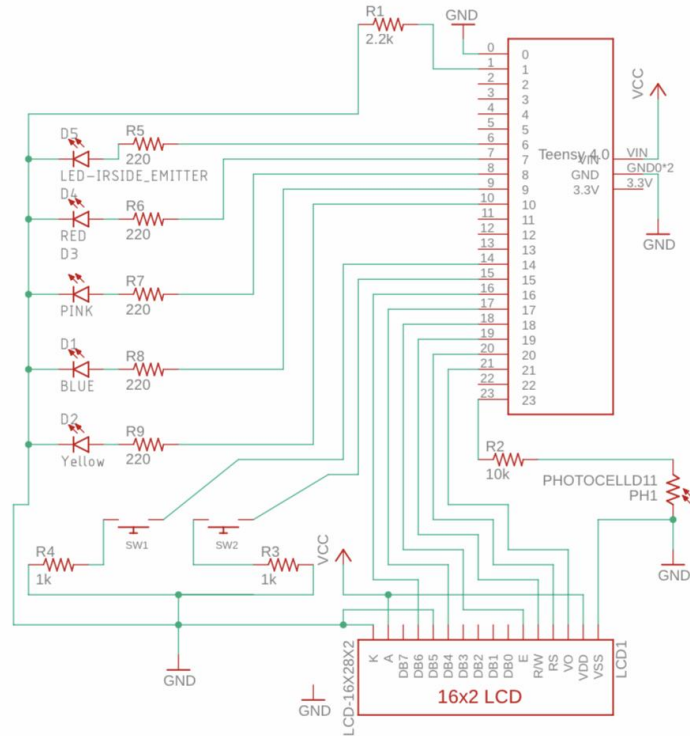 R1
2.2k
GND
0
1
2
3
4
5
6
7
8
9
10
11
12
13
14
15
16
17
18
19
20
21
22
23
0
1
2
3
4
5
6
7
8
9
10
11
12
13
14
15
16
17
18
19
20
21
22
23
Teensy 4.0
VIN
GND
3.3V
VIN
GND0*2
3.3V
VCC
GND
D5
R5
220
LED-IRSIDE_EMITTER
D4
R6
RED
220
D3
R7
PINK
220
D1
R8
BLUE
220
D2
R9
Yellow
220
R2
10k
PHOTOCELLD11
PH1
GND
SW1
SW2
R4
1k
R3
1k
VCC
GND
GND
LCD-16X28X2
K
A
DB7
DB6
DB5
DB4
DB3
DB2
DB1
DB0
E
R/W
RS
VO
VDD
VSS
LCD1
16x2 LCD